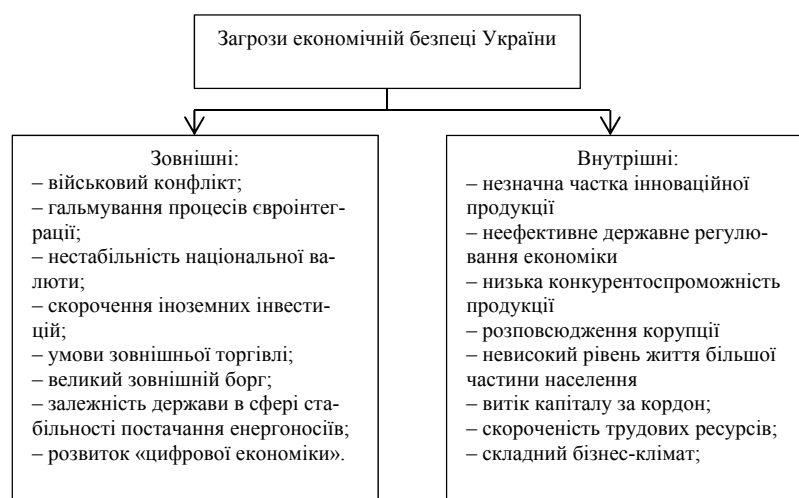 Загрози економічній безпеці України
Зовнішні:
– військовий конфлікт;
– гальмування процесів євроінтег-
рації;
– нестабільність національної ва-
люти;
– скорочення іноземних інвести-
цій;
– умови зовнішньої торгівлі;
– великий зовнішній борг;
– залежність держави в сфері ста-
більності постачання енергоносіїв;
– розвиток «цифрової економіки».
Внутрішні:
– незначна частка інноваційної
продукції
– неефективне державне регулю-
вання економіки
– низька конкурентоспроможність
продукції
– розповсюдження корупції
– невисокий рівень життя більшої
частини населення
– витік капіталу за кордон;
– скороченість трудових ресурсів;
– складний бізнес-клімат;